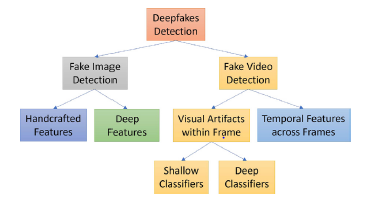 Deepfakes
Detection
Fake Image
Detection
Fake Video
Detection
Handcrafted
Features
Deep
Features
Visual Artifacts
within Frame
Temporal Features
across Frames
Shallow
Classifiers
Deep
Classifiers